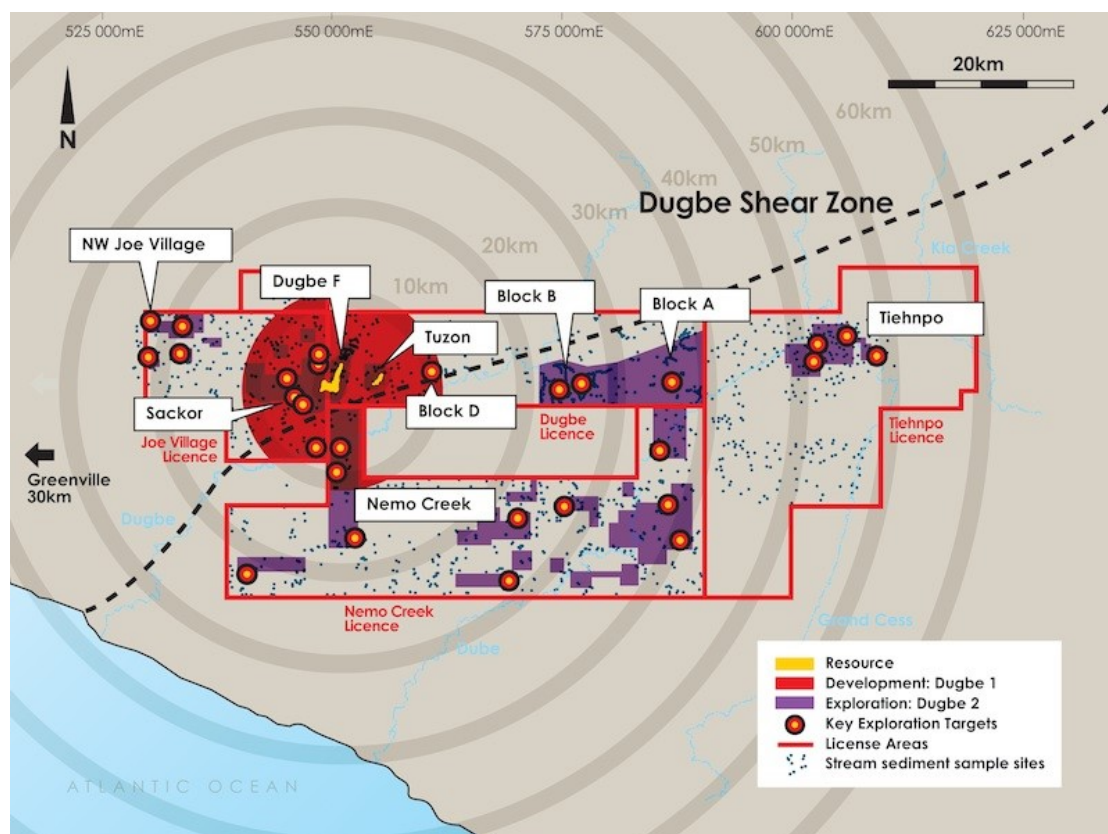 525 000mE
550 000mE
575 000mE
600 000mE
625 000mE
20km
N
60km
50km
40km
30km
20km
10km
Dugbe Shear Zone
Kia Creek
NW Joe Village
Dugbe F
Block B
Block A
Tiehnpo
Tuzon
Sackor
Block D
Joe Village
Licence
Dugbe
Licence
Tiehnpo
Licence
Greenville
30km
Nemo Creek
Dugbe
Nemo Creek
Licence
Dube
Grand Cess
ATLANTIC OCEAN
Resource
Development: Dugbe 1
Exploration: Dugbe 2
Key Exploration Targets
License Areas
Stream sediment sample sites